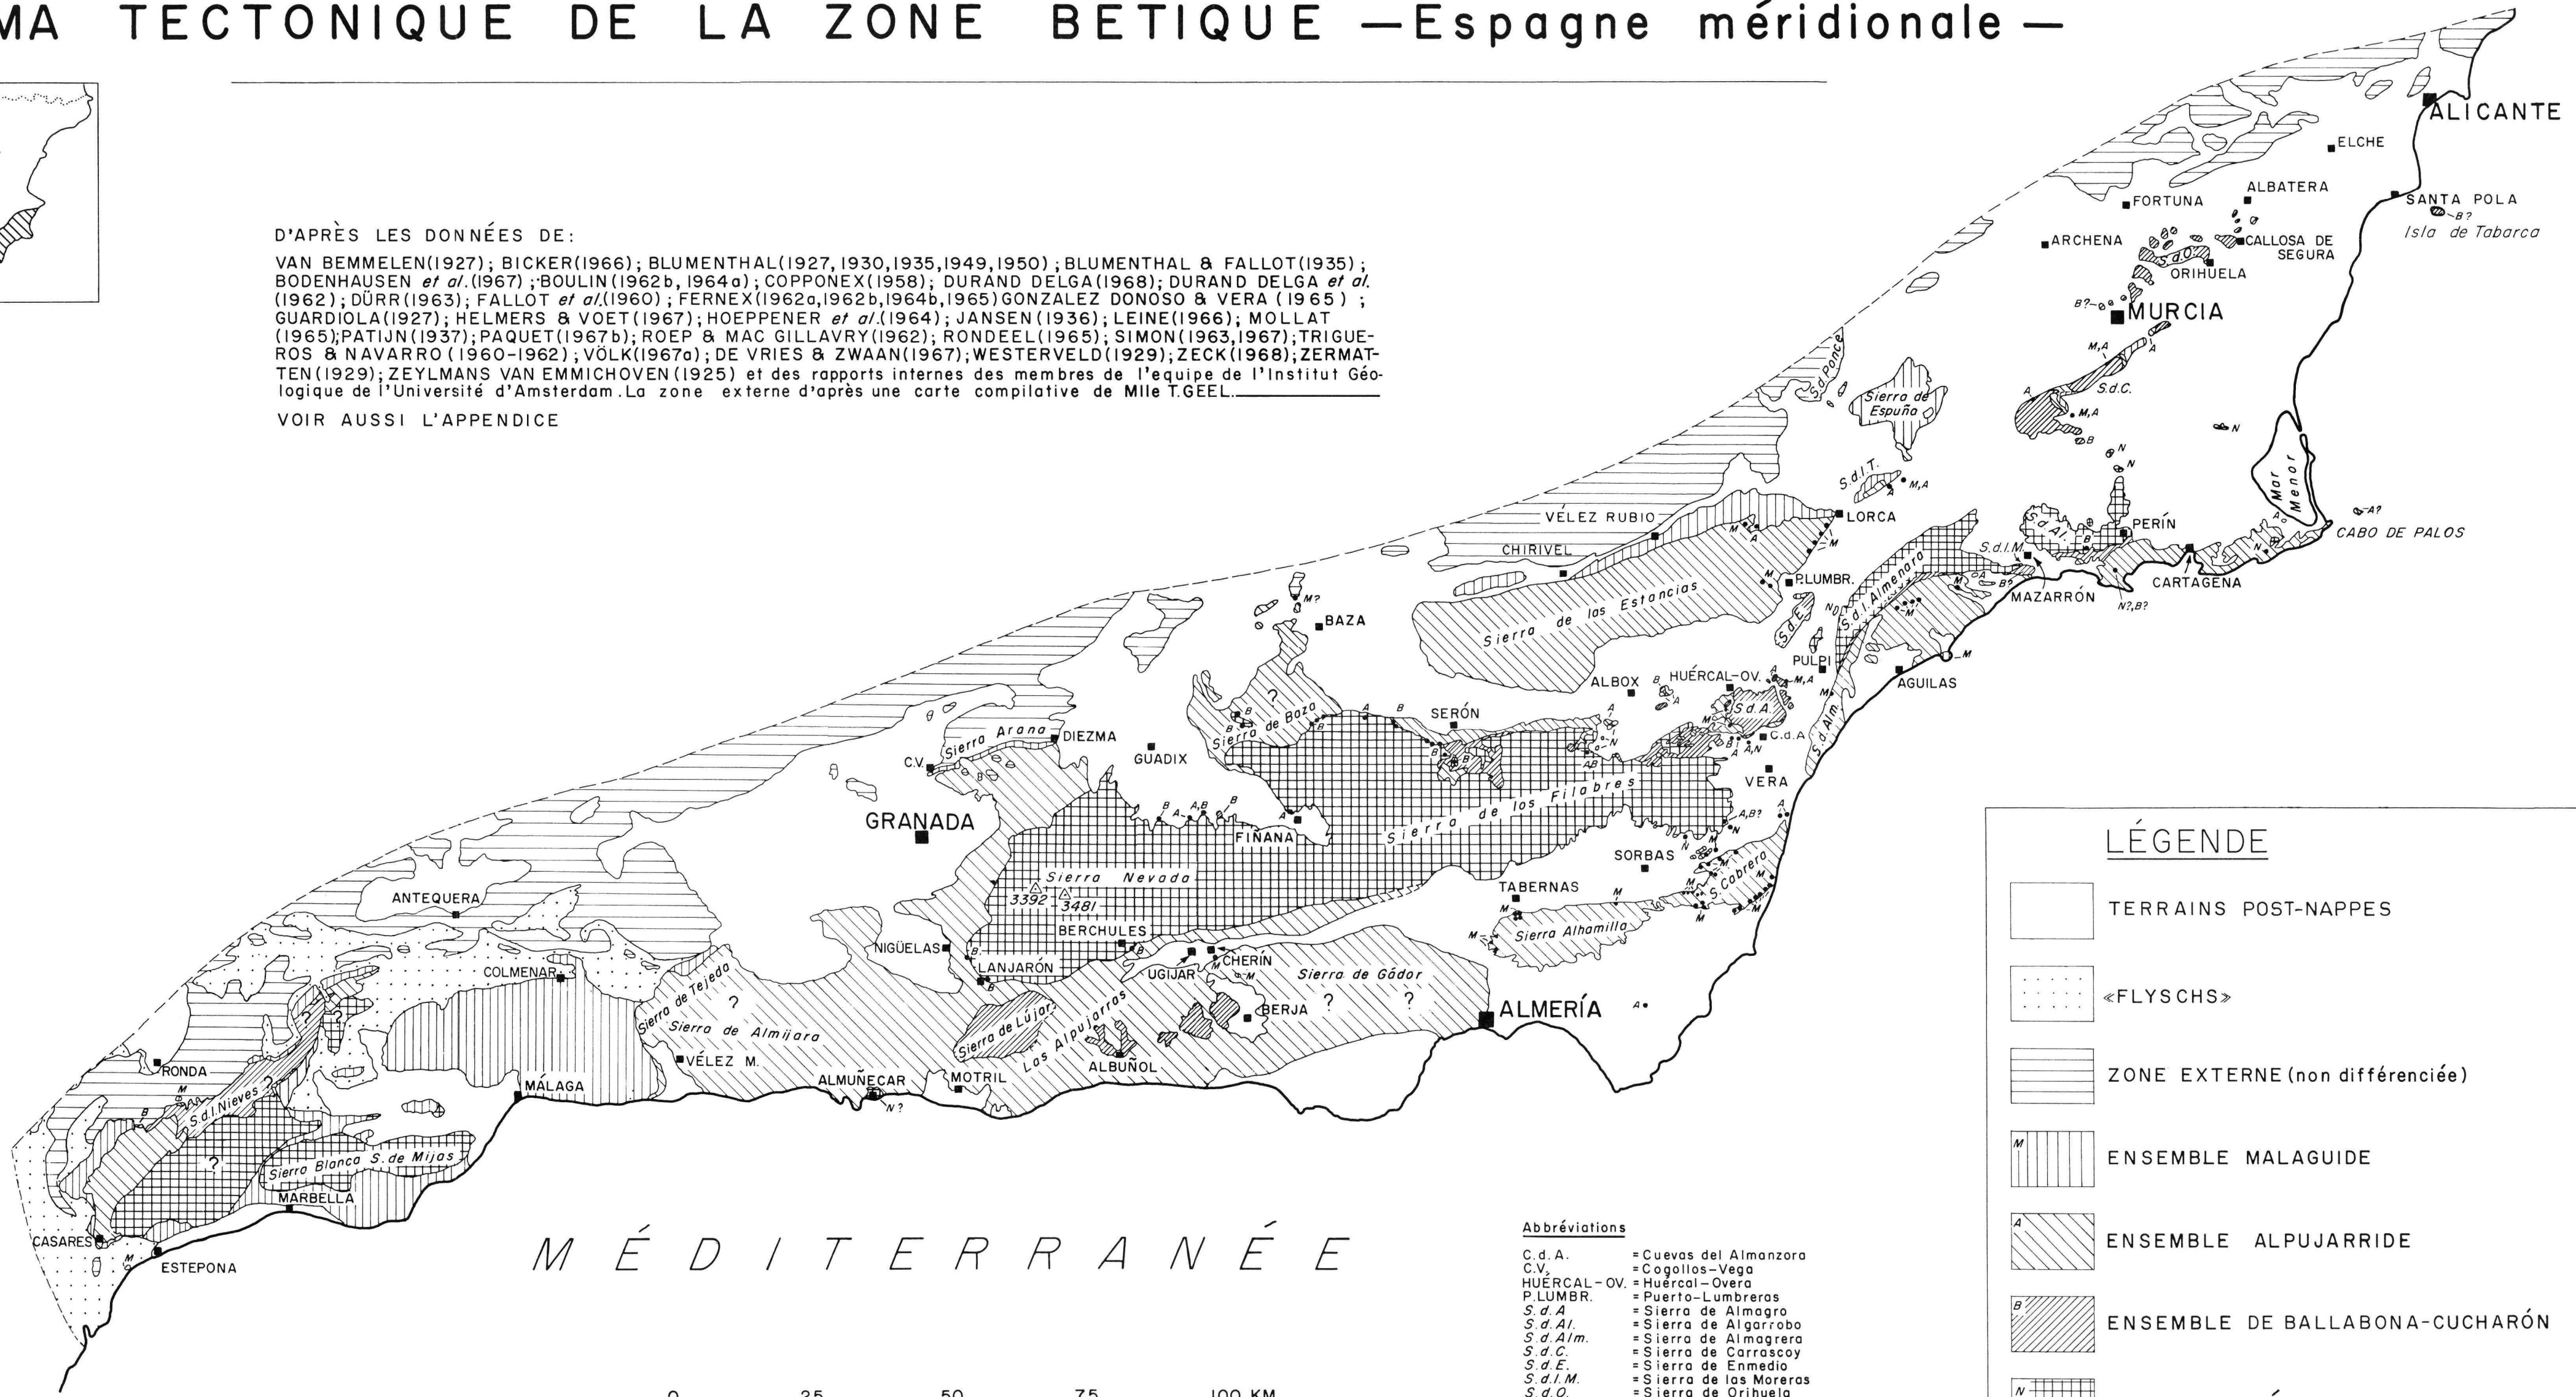 MA TECTONIQUE DE LA ZONE BETIQUE —Espagne méridionale—
D'APRÈS LES DONNÉES DE:
VAN BEMMELEN(1927); BICKER(1966); BLUMENTHAL(1927,1930,1935,1949,1950);BLUMENTHAL & FALLOT(1935);
BODENHAUSEN et al.(1967);BOULIN(1962b,1964a); COPPONEX(1958); DURAND DELGA(1968); DURAND DELGA et al.
(1962); DÜRR(1963); FALLOT et al.(1960); FERNEX(1962a,1962b,1964b,1965)GONZALEZ DONOSO & VERA (1965) ;
GUARDIOLA(1927); HELMERS & VOET(1967); HOEPPENER et al.(1964); JANSEN(1936); LEINE(1966); MOLLAT
(1965);PATIJN(1937);PAQUET(1967b); ROEP & MAC GILLAVRY(1962); RONDEEL(1965); SIMON(1963,1967);TRIGUE-
ROS & NAVARRO(1960-1962);VÖLK(1967a); DE VRIES & ZWAAN(1967);WESTERVELD(1929);ZECK(1968);ZERMAT-
TEN(1929);ZEYLMANS VAN EMMICHOVEN(1925) et des rapports internes des membres de l'equipe de l'Institut Géo-
logique de l'Université d'Amsterdam.La zone externe d'après une carte compilative de Mlle T.GEEL.
VOIR AUSSI L'APPENDICE
ALICANTE
ELCHE
ALBATERA
FORTUNA
SANTA POLA
B?
Isla de Tabarca
ARCHENA
CALLOSA DE
SEGURA
S.d.O.
ORIHUELA
B?
MURCIA
M,A
A
S.d.C.
A
M,A
B
N
N
N
S.d.Ponce
Sierra de
Espuña
S.d.l.T.
M,A
A
Mar
Menor
A?
CABO DE PALOS
VÉLEZ RUBIO
LORCA
M
A
M
CHIRIVEL
P.LUMBR.
M
S.d.Al.
PERÍN
B
S.d.l.M.
A
N
CARTAGENA
MAZARRÓN
N?,B?
B?
A
M
S.d.l.Almenara
M
N
S.d.E.
Sierra de las Estancias
M?
BAZA
PULPI
M
AGUILAS
ALBOX
B
A
HUÉRCAL-OV.
A
M,A
M
S.d.A.
C.d.A
S.d.Alm.
VERA
?
Sierra de Baza
B
B
B
A
B
SERÓN
A
N
B
A,B
M
B
A,N
A
Sierra Arana
DIEZMA
C.V.
B
GUADIX
GRANADA
B
A
A,B
B
A
FIÑANA
Sierra de los Filabres
A,B?
A
N
Sierra Nevada
3392
3481
BERCHULES
SORBAS
N
M
M
S.Cabrera
M
M
M
M
TABERNAS
M
M
M
Sierra Alhamilla
ANTEQUERA
NIGÜELAS
B
LANJARÓN
B
B
UGIJAR
CHERÍN
M
M
Sierra de Gádor
? ?
COLMENAR
Sierra de Tejeda
?
Sierra de Almijara
Sierra de Lújar
Las Alpujarras
BERJA
ALMERÍA
A
ALBUÑOL
VÉLEZ M.
ALMUÑECAR
N?
MOTRIL
MÁLAGA
RONDA
M
B
S.d.l.Nieves
?
?
?
?
Sierra Blanca S.de Mijas
MARBELLA
CASARES
M
ESTEPONA
MÉDITERRANÉE
0 25 50 75 100 KM
Abbréviations
C.d.A. =Cuevas del Almanzora
C.V. =Cogollos-Vega
HUÉRCAL-OV. =Huércal-Overa
P.LUMBR. =Puerto-Lumbreras
S.d.A =Sierra de Almagro
S.d.Al. =Sierra de Algarrobo
S.d.Alm. =Sierra de Almagrera
S.d.C. =Sierra de Carrascoy
S.d.E. =Sierra de Enmedio
S.d.l.M. =Sierra de las Moreras
S.d.O. =Sierra de Orihuela
LÉGENDE
TERRAINS POST-NAPPES
«FLYSCHS»
ZONE EXTERNE(non différenciée)
M ENSEMBLE MALAGUIDE
A ENSEMBLE ALPUJARRIDE
B ENSEMBLE DE BALLABONA-CUCHARÓN
N